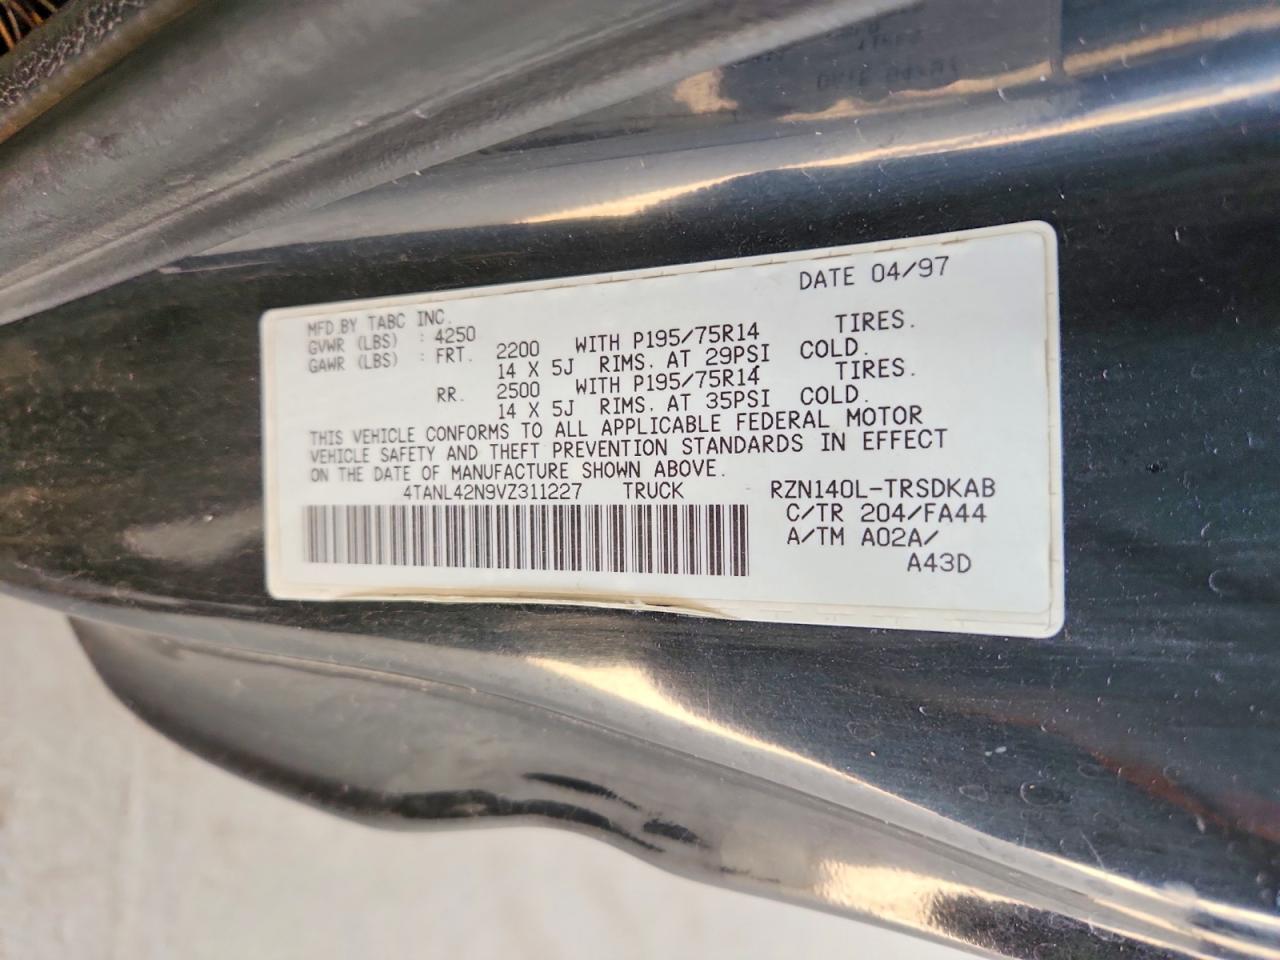 DATE 04/97
MFD.BY TABC INC.
GVWR (LBS) : 4250
GAWR (LBS) : FRT. 2200 WITH P195/75R14 TIRES.
14 X 5J RIMS. AT 29PSI COLD.
RR. 2500 WITH P195/75R14 TIRES.
14 X 5J RIMS. AT 35PSI COLD.
THIS VEHICLE CONFORMS TO ALL APPLICABLE FEDERAL MOTOR
VEHICLE SAFETY AND THEFT PREVENTION STANDARDS IN EFFECT
ON THE DATE OF MANUFACTURE SHOWN ABOVE.
4TANL42N9VZ311227 TRUCK RZN140L-TRSDKAB
C/TR 204/FA44
A/TM A02A/
A43D